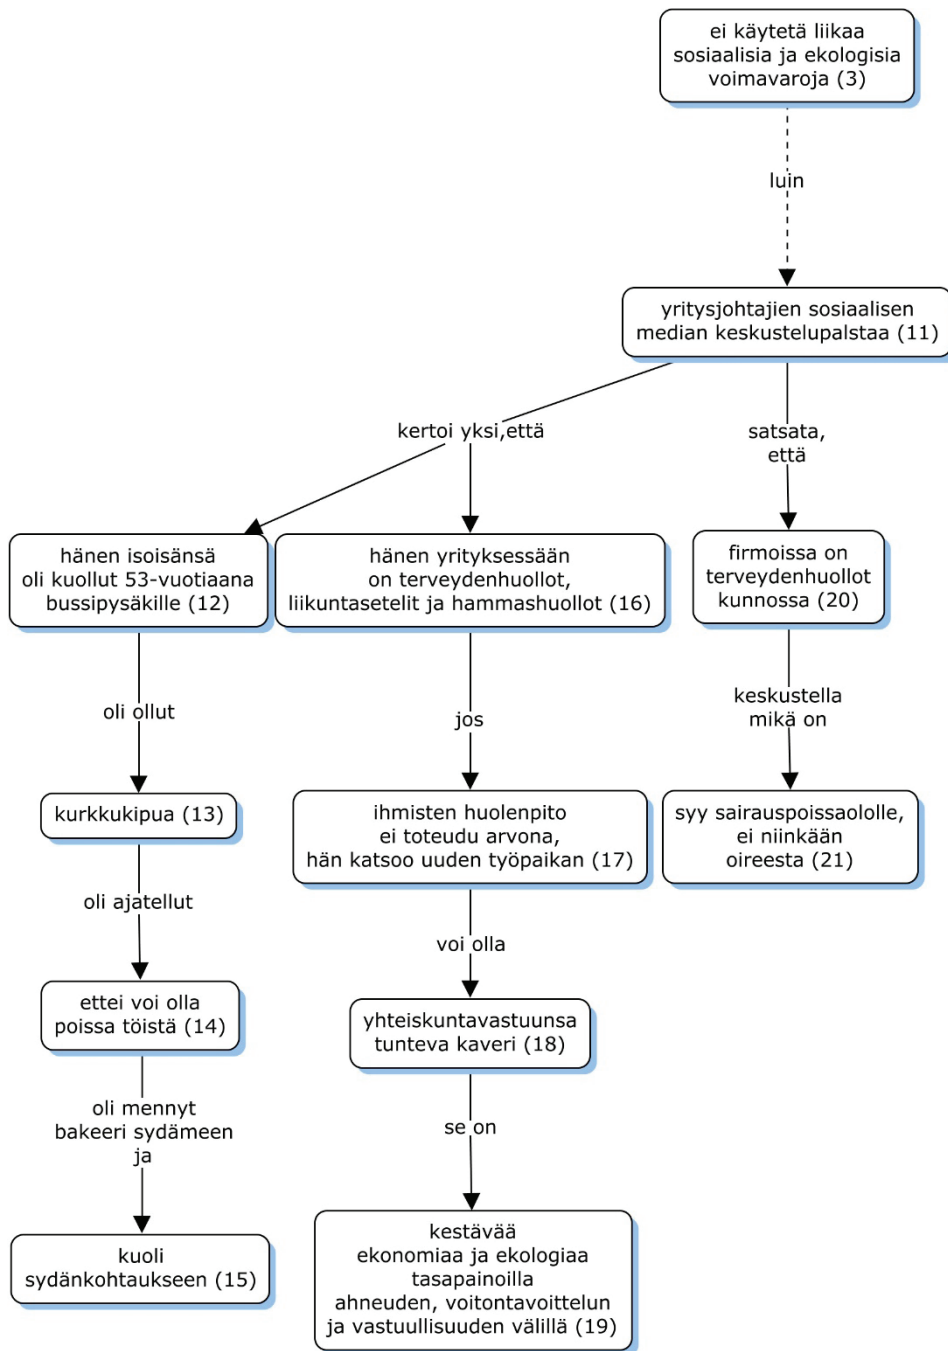 ei käytetä liikaa
sosiaalisia ja ekologisia
voimavaroja (3)
luin
yritysjohtajien sosiaalisen
median keskustelupalstaa (11)
kertoi yksi,että
satsata,
että
hänen isoisänsä
oli kuollut 53-vuotiaana
bussipysäkille (12)
hänen yrityksessään
on terveydenhuollot,
liikuntasetelit ja hammashuollot (16)
firmoissa on
terveydenhuollot
kunnossa (20)
oli ollut
jos
keskustella
mikä on
kurkkukipua (13)
ihmisten huolenpito
ei toteudu arvona,
hän katsoo uuden työpaikan (17)
syy sairauspoissaololle,
ei niinkään
oireesta (21)
oli ajatellut
voi olla
ettei voi olla
poissa töistä (14)
yhteiskuntavastuunsa
tunteva kaveri (18)
oli mennyt
bakeeri sydämeen
ja
se on
kuoli
sydänkohtaukseen (15)
kestävää
ekonomiaa ja ekologiaa
tasapainoilla
ahneuden, voitontavoittelun
ja vastuullisuuden välillä (19)